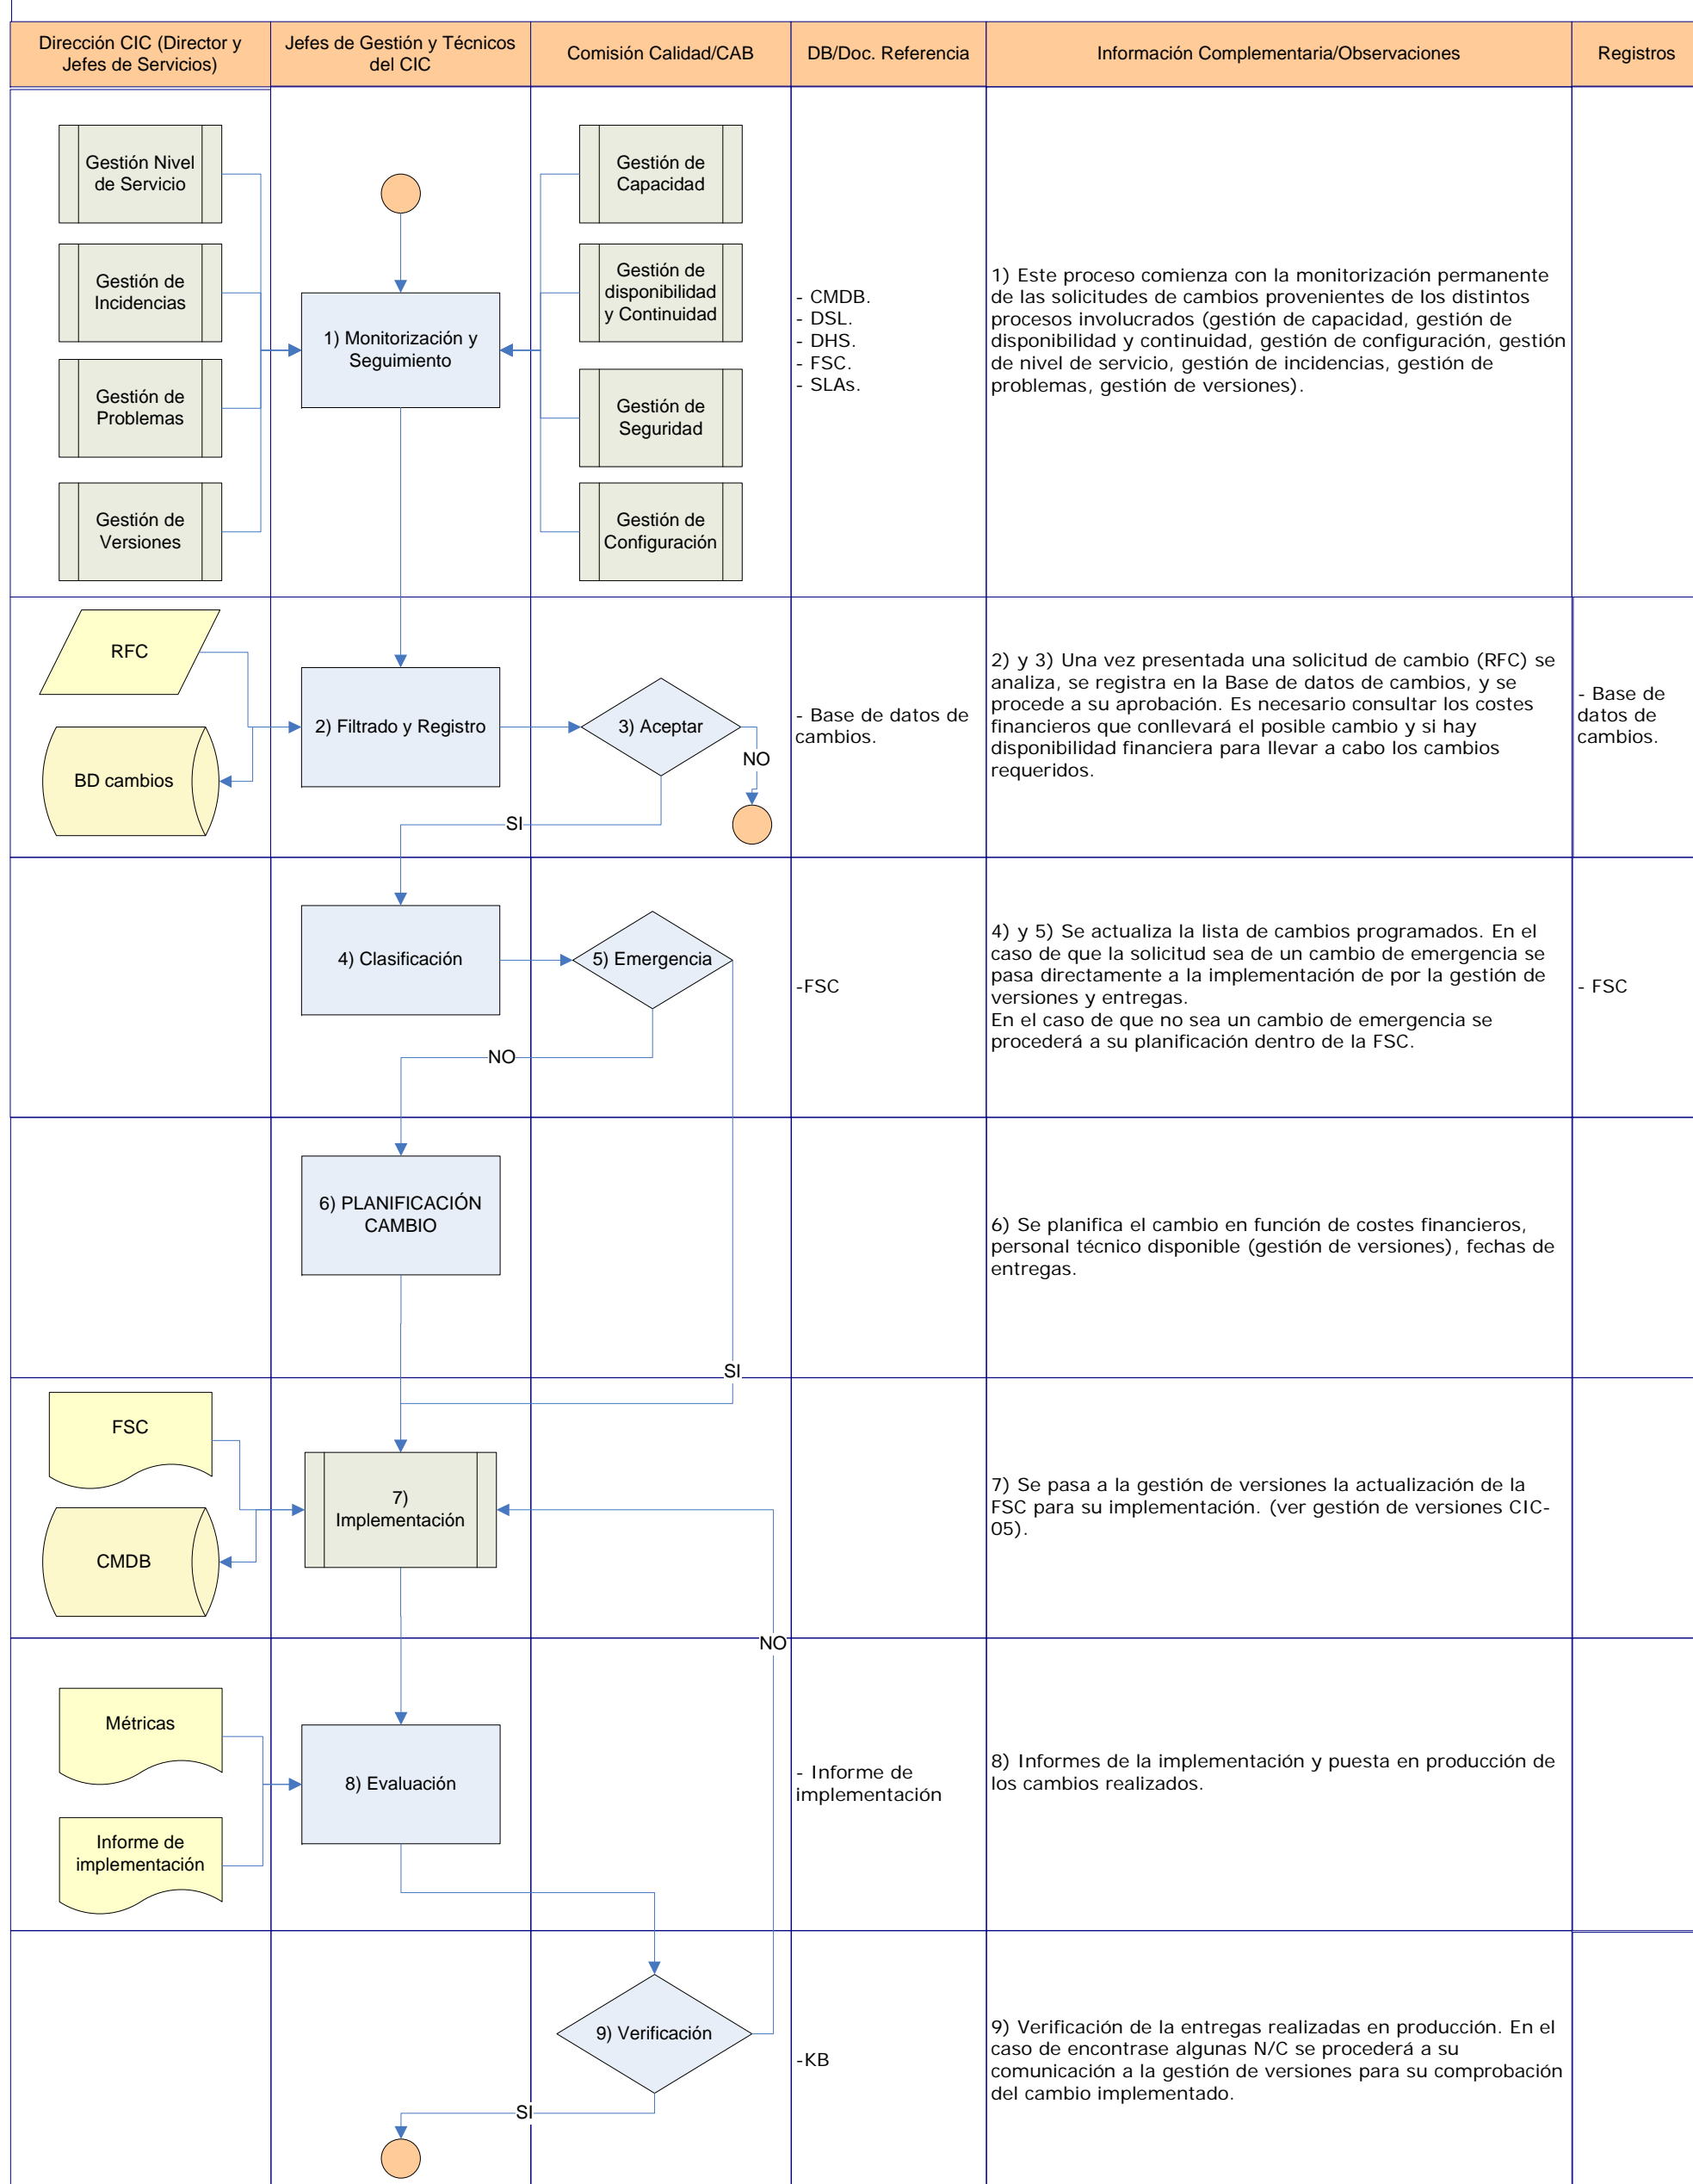 Dirección CIC (Director y
Jefes de Servicios)
Jefes de Gestión y Técnicos
del CIC
Comisión Calidad/CAB
DB/Doc. Referencia
Información Complementaria/Observaciones
Registros
Gestión Nivel
de Servicio
Gestión de
Incidencias
Gestión de
Problemas
Gestión de
Versiones
1) Monitorización y
Seguimiento
Gestión de
Capacidad
Gestión de
disponibilidad
y Continuidad
Gestión de
Seguridad
Gestión de
Configuración
- CMDB.
- DSL.
- DHS.
- FSC.
- SLAs.
1) Este proceso comienza con la monitorización permanente
de las solicitudes de cambios provenientes de los distintos
procesos involucrados (gestión de capacidad, gestión de
disponibilidad y continuidad, gestión de configuración, gestión
de nivel de servicio, gestión de incidencias, gestión de
problemas, gestión de versiones).
RFC
BD cambios
2) Filtrado y Registro
3) Aceptar
NO
SI
- Base de datos de
cambios.
2) y 3) Una vez presentada una solicitud de cambio (RFC) se
analiza, se registra en la Base de datos de cambios, y se
procede a su aprobación. Es necesario consultar los costes
financieros que conllevará el posible cambio y si hay
disponibilidad financiera para llevar a cabo los cambios
requeridos.
- Base de
datos de
cambios.
4) Clasificación
5) Emergencia
NO
-FSC
4) y 5) Se actualiza la lista de cambios programados. En el
caso de que la solicitud sea de un cambio de emergencia se
pasa directamente a la implementación de por la gestión de
versiones y entregas.
En el caso de que no sea un cambio de emergencia se
procederá a su planificación dentro de la FSC.
- FSC
6) PLANIFICACIÓN
CAMBIO
SI
6) Se planifica el cambio en función de costes financieros,
personal técnico disponible (gestión de versiones), fechas de
entregas.
FSC
CMDB
7)
Implementación
7) Se pasa a la gestión de versiones la actualización de la
FSC para su implementación. (ver gestión de versiones CIC-
05).
NO
Métricas
Informe de
implementación
8) Evaluación
- Informe de
implementación
8) Informes de la implementación y puesta en producción de
los cambios realizados.
9) Verificación
SI
-KB
9) Verificación de la entregas realizadas en producción. En el
caso de encontrase algunas N/C se procederá a su
comunicación a la gestión de versiones para su comprobación
del cambio implementado.